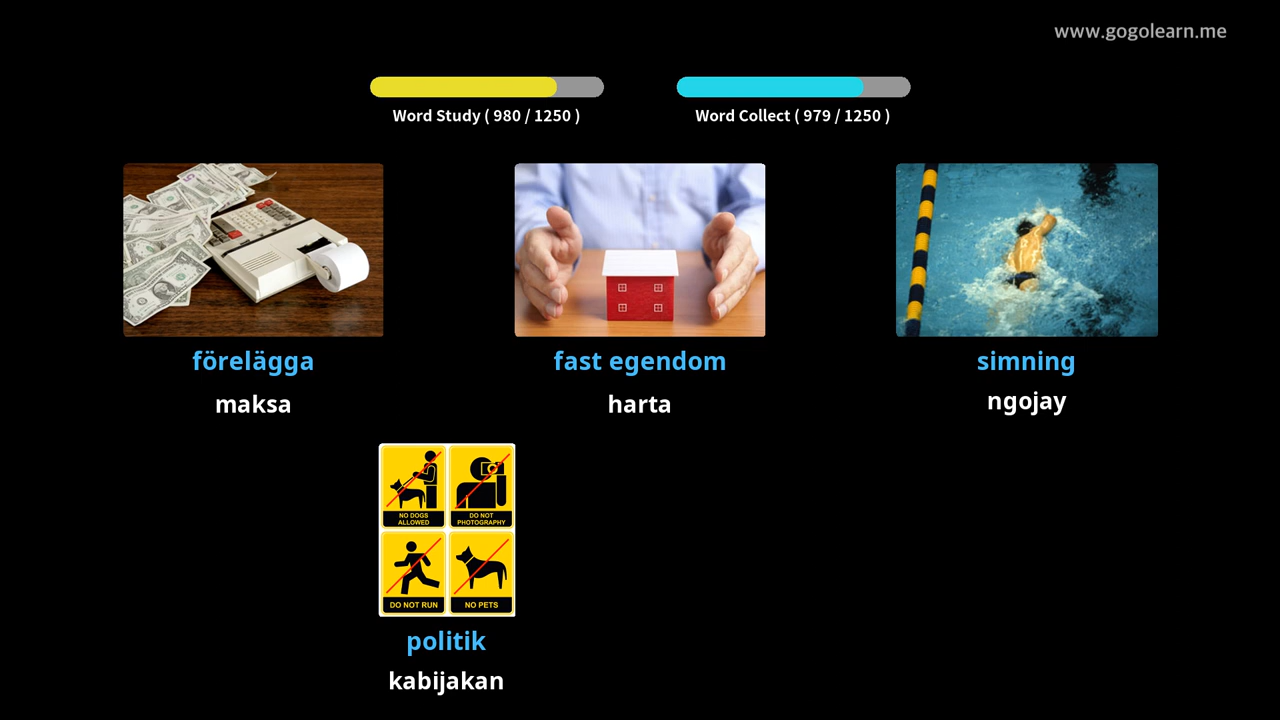 www.gogolearn.me
Word Study ( 980 / 1250 )
Word Collect ( 979 / 1250 )
förelägga
fast egendom
simning
maksa
harta
ngojay
NO DOGS
ALLOWED
DO NOT
PHOTOGRAPHY
DO NOT RUN
NO PETS
politik
kabijakan